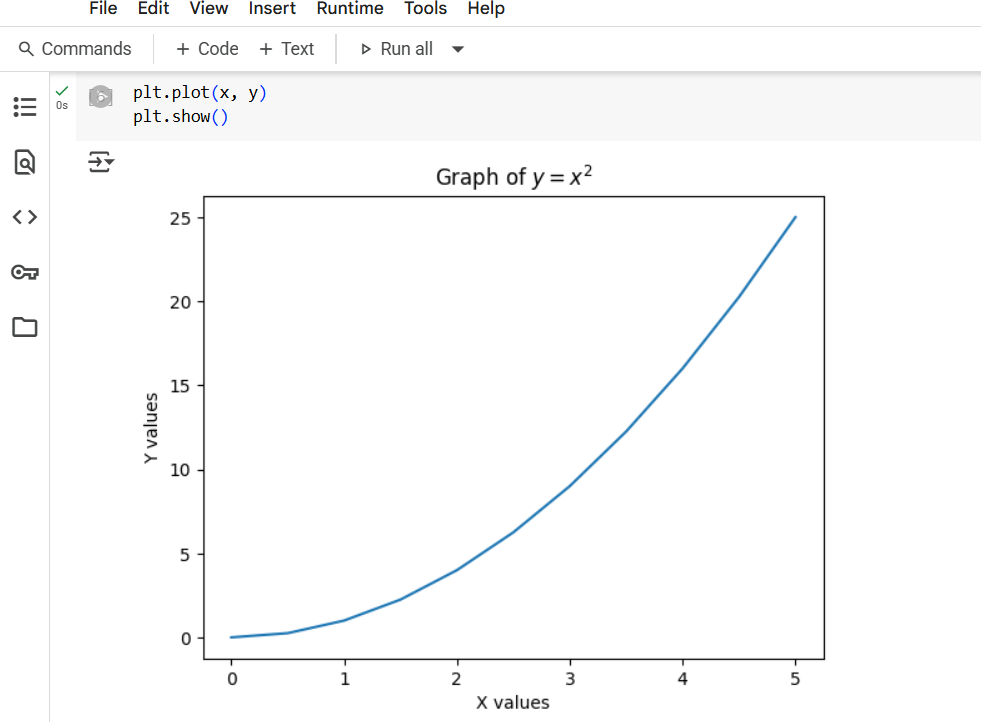 File Edit View Insert Runtime Tools Help
Commands + Code + Text Run all
0s
plt.plot(x, y)
plt.show()
Graph of y = x²
25
20
15
10
5
0
Y values
0 1 2 3 4 5
X values